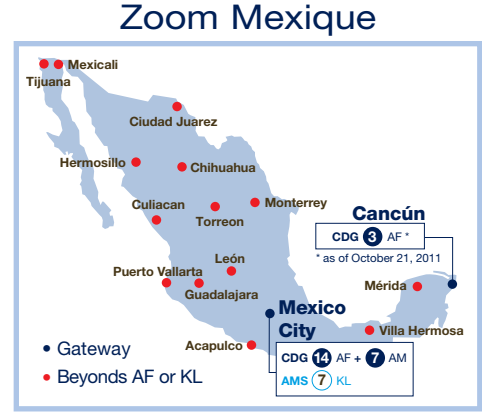 Zoom Mexique
Mexicali
Tijuana
Ciudad Juarez
Hermosillo
Chihuahua
Culiacan
Monterrey
Torreon
Cancún
CDG 3 AF *
* as of October 21, 2011
León
Puerto Vallarta
Guadalajara
Mérida
Mexico
City
Villa Hermosa
Acapulco
CDG 14 AF + 7 AM
AMS 7 KL
• Gateway
• Beyonds AF or KL